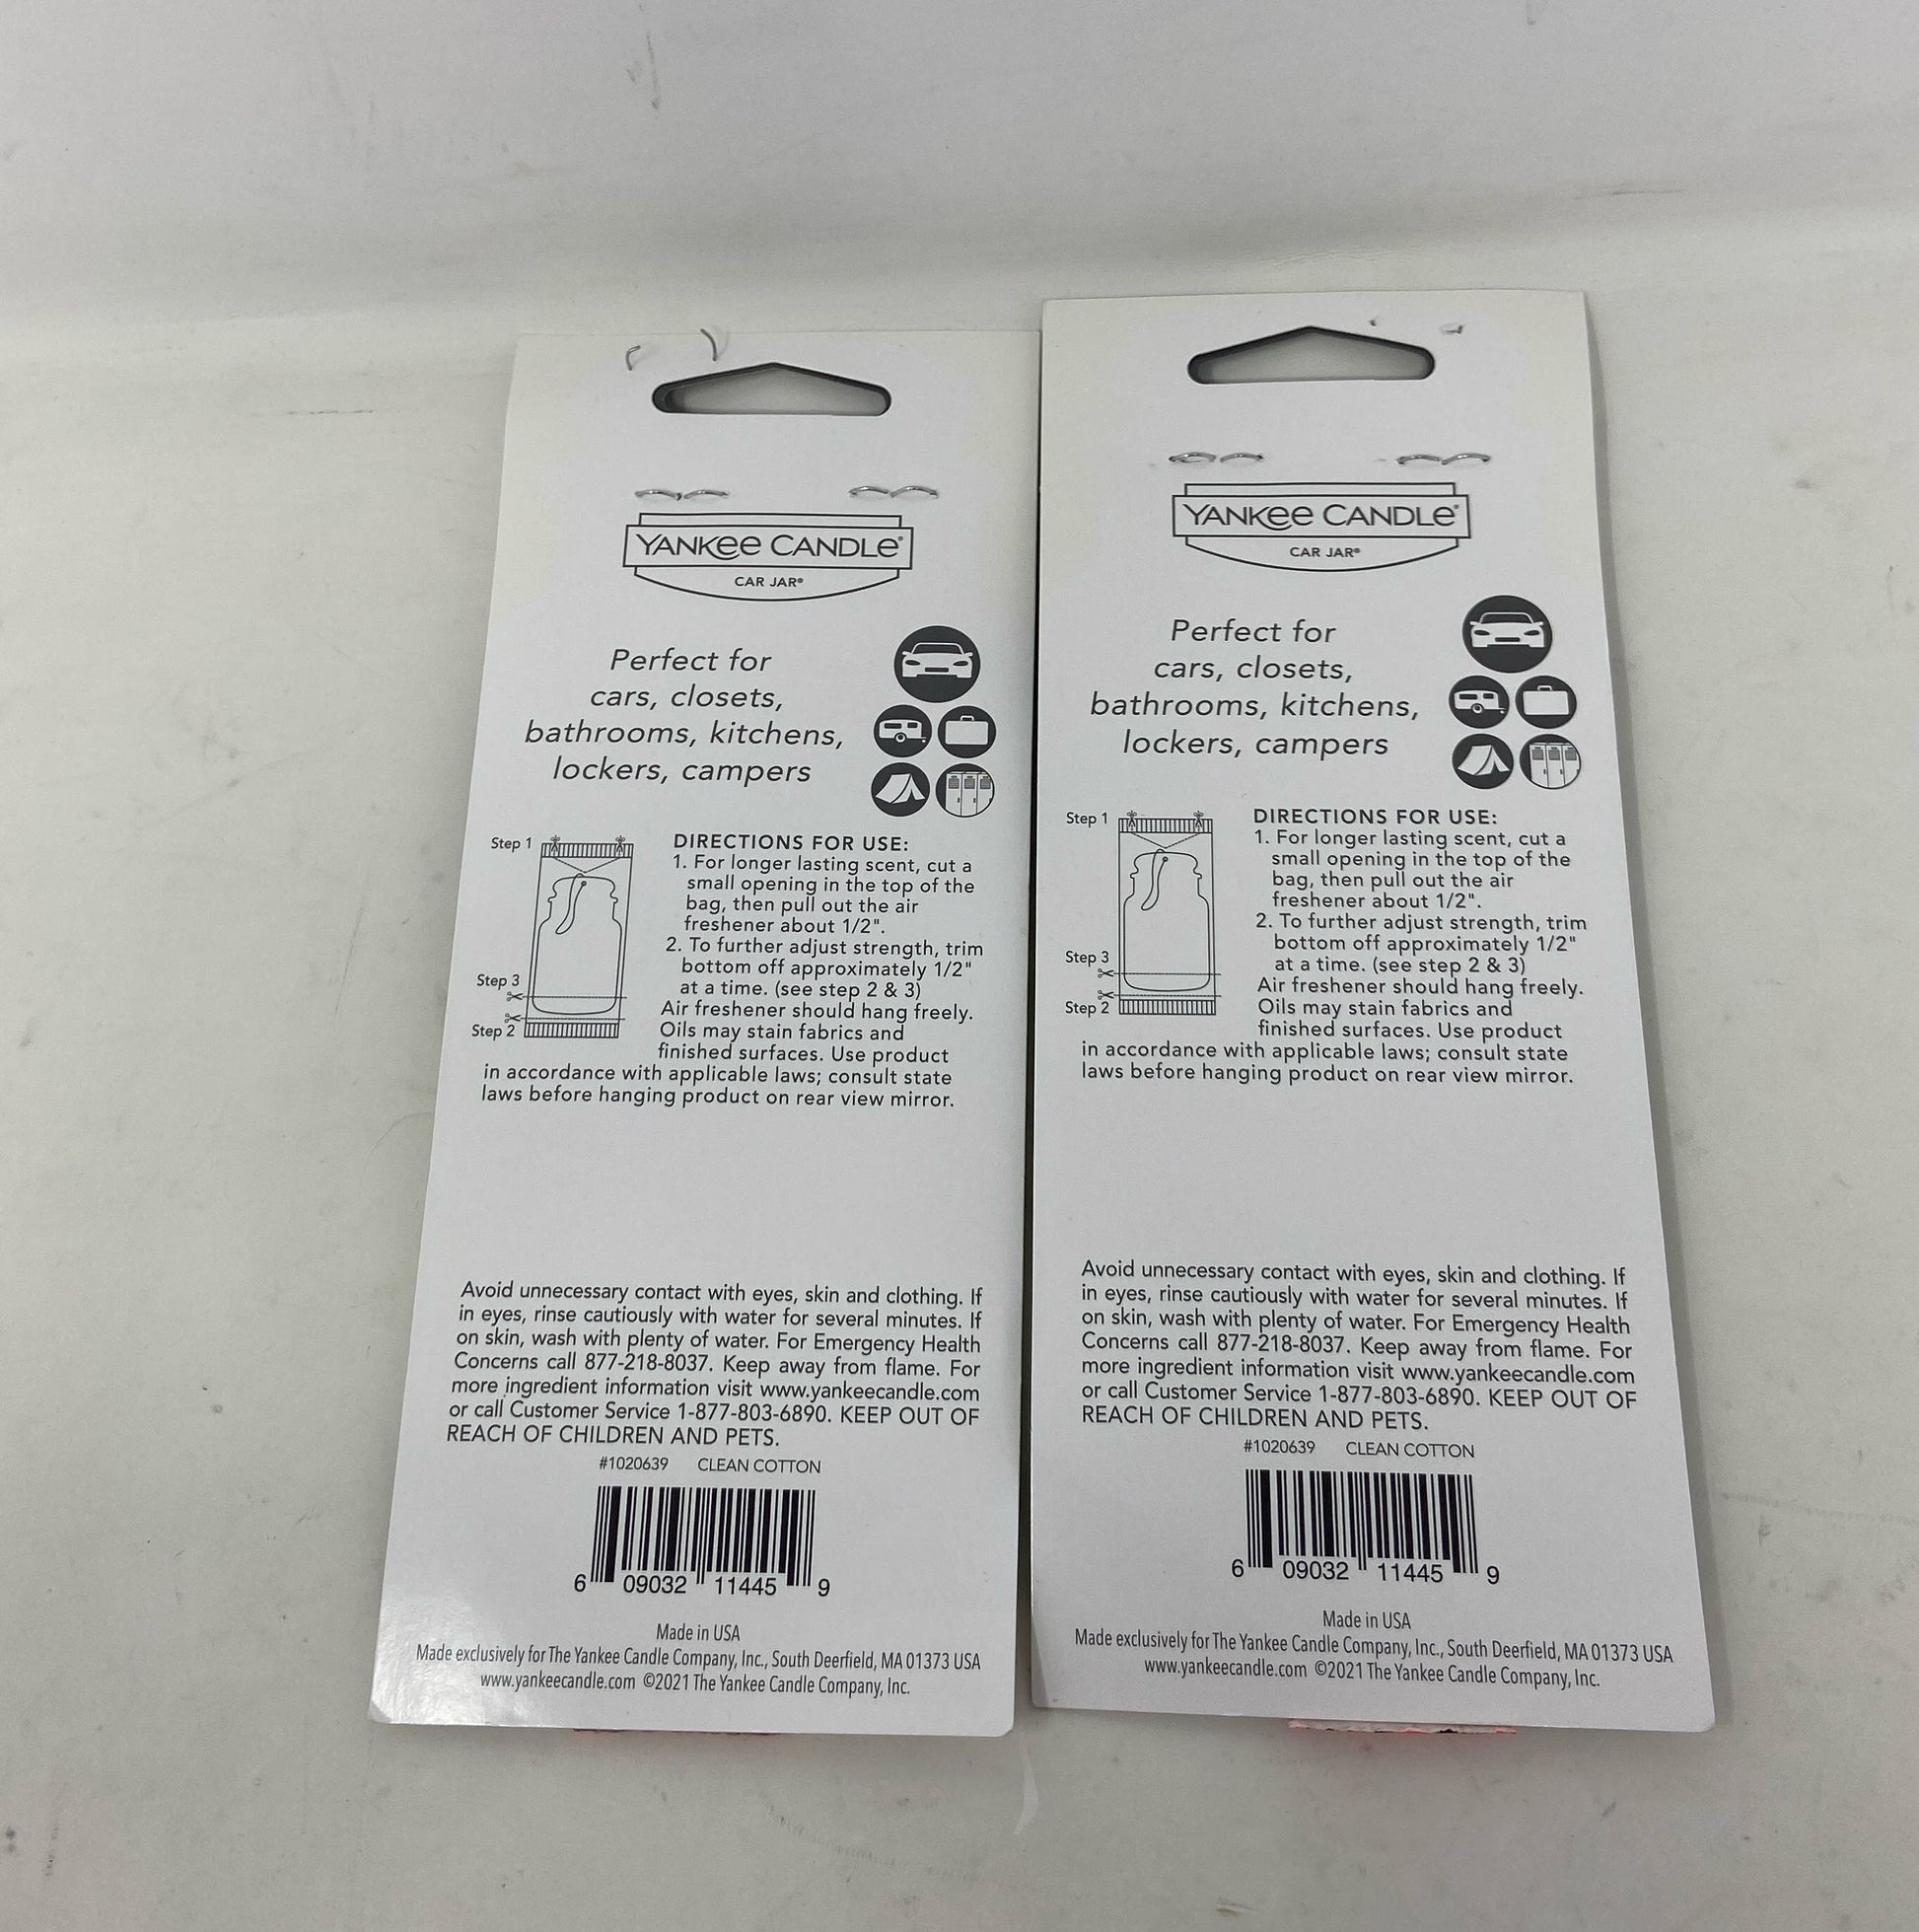 YANKEE CANDLE®
CAR JAR®
Perfect for
cars, closets,
bathrooms, kitchens,
lockers, campers
Step 1
Step 3
Step 2
DIRECTIONS FOR USE:
1. For longer lasting scent, cut a
small opening in the top of the
bag, then pull out the air
freshener about 1/2".
2. To further adjust strength, trim
bottom off approximately 1/2"
at a time. (see step 2 & 3)
Air freshener should hang freely.
Oils may stain fabrics and
finished surfaces. Use product
in accordance with applicable laws; consult state
laws before hanging product on rear view mirror.
Avoid unnecessary contact with eyes, skin and clothing. If
in eyes, rinse cautiously with water for several minutes. If
on skin, wash with plenty of water. For Emergency Health
Concerns call 877-218-8037. Keep away from flame. For
more ingredient information visit www.yankeecandle.com
or call Customer Service 1-877-803-6890. KEEP OUT OF
REACH OF CHILDREN AND PETS.
#1020639 CLEAN COTTON
6 09032 11445 9
Made in USA
Made exclusively for The Yankee Candle Company, Inc., South Deerfield, MA 01373 USA
www.yankeecandle.com ©2021 The Yankee Candle Company, Inc.
YANKEE CANDLE®
CAR JAR®
Perfect for
cars, closets,
bathrooms, kitchens,
lockers, campers
Step 1
Step 3
Step 2
DIRECTIONS FOR USE:
1. For longer lasting scent, cut a
small opening in the top of the
bag, then pull out the air
freshener about 1/2".
2. To further adjust strength, trim
bottom off approximately 1/2"
at a time. (see step 2 & 3)
Air freshener should hang freely.
Oils may stain fabrics and
finished surfaces. Use product
in accordance with applicable laws; consult state
laws before hanging product on rear view mirror.
Avoid unnecessary contact with eyes, skin and clothing. If
in eyes, rinse cautiously with water for several minutes. If
on skin, wash with plenty of water. For Emergency Health
Concerns call 877-218-8037. Keep away from flame. For
more ingredient information visit www.yankeecandle.com
or call Customer Service 1-877-803-6890. KEEP OUT OF
REACH OF CHILDREN AND PETS.
#1020639 CLEAN COTTON
6 09032 11445 9
Made in USA
Made exclusively for The Yankee Candle Company, Inc., South Deerfield, MA 01373 USA
www.yankeecandle.com ©2021 The Yankee Candle Company, Inc.